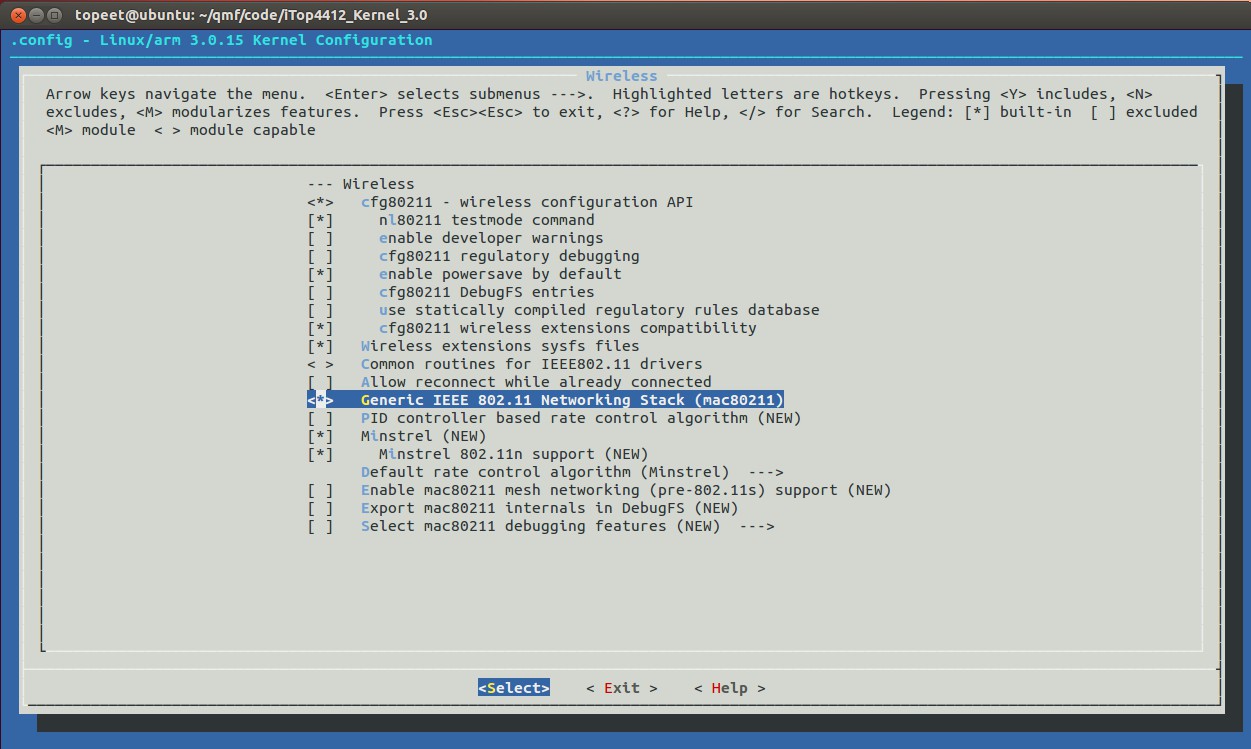 topeet@ubuntu: ~/qmf/code/iTop4412_Kernel_3.0
.config - Linux/arm 3.0.15 Kernel Configuration
Wireless
Arrow keys navigate the menu.  <Enter> selects submenus --->.  Highlighted letters are hotkeys.  Pressing <Y> includes, <N>
excludes, <M> modularizes features.  Press <Esc><Esc> to exit, <?> for Help, </> for Search.  Legend: [*] built-in  [ ] excluded
<M> module  < > module capable
--- Wireless
<*>   cfg80211 - wireless configuration API
[*]     nl80211 testmode command
[ ]     enable developer warnings
[ ]     cfg80211 regulatory debugging
[*]     enable powersave by default
[ ]     cfg80211 DebugFS entries
[ ]     use statically compiled regulatory rules database
[*]     cfg80211 wireless extensions compatibility
[*]   Wireless extensions sysfs files
< >   Common routines for IEEE802.11 drivers
[ ]   Allow reconnect while already connected
<*>   Generic IEEE 802.11 Networking Stack (mac80211)
[ ]   PID controller based rate control algorithm (NEW)
[*]   Minstrel (NEW)
[*]     Minstrel 802.11n support (NEW)
Default rate control algorithm (Minstrel)  --->
[ ]   Enable mac80211 mesh networking (pre-802.11s) support (NEW)
[ ]   Export mac80211 internals in DebugFS (NEW)
[ ]   Select mac80211 debugging features (NEW)  --->
<Select>    < Exit >    < Help >